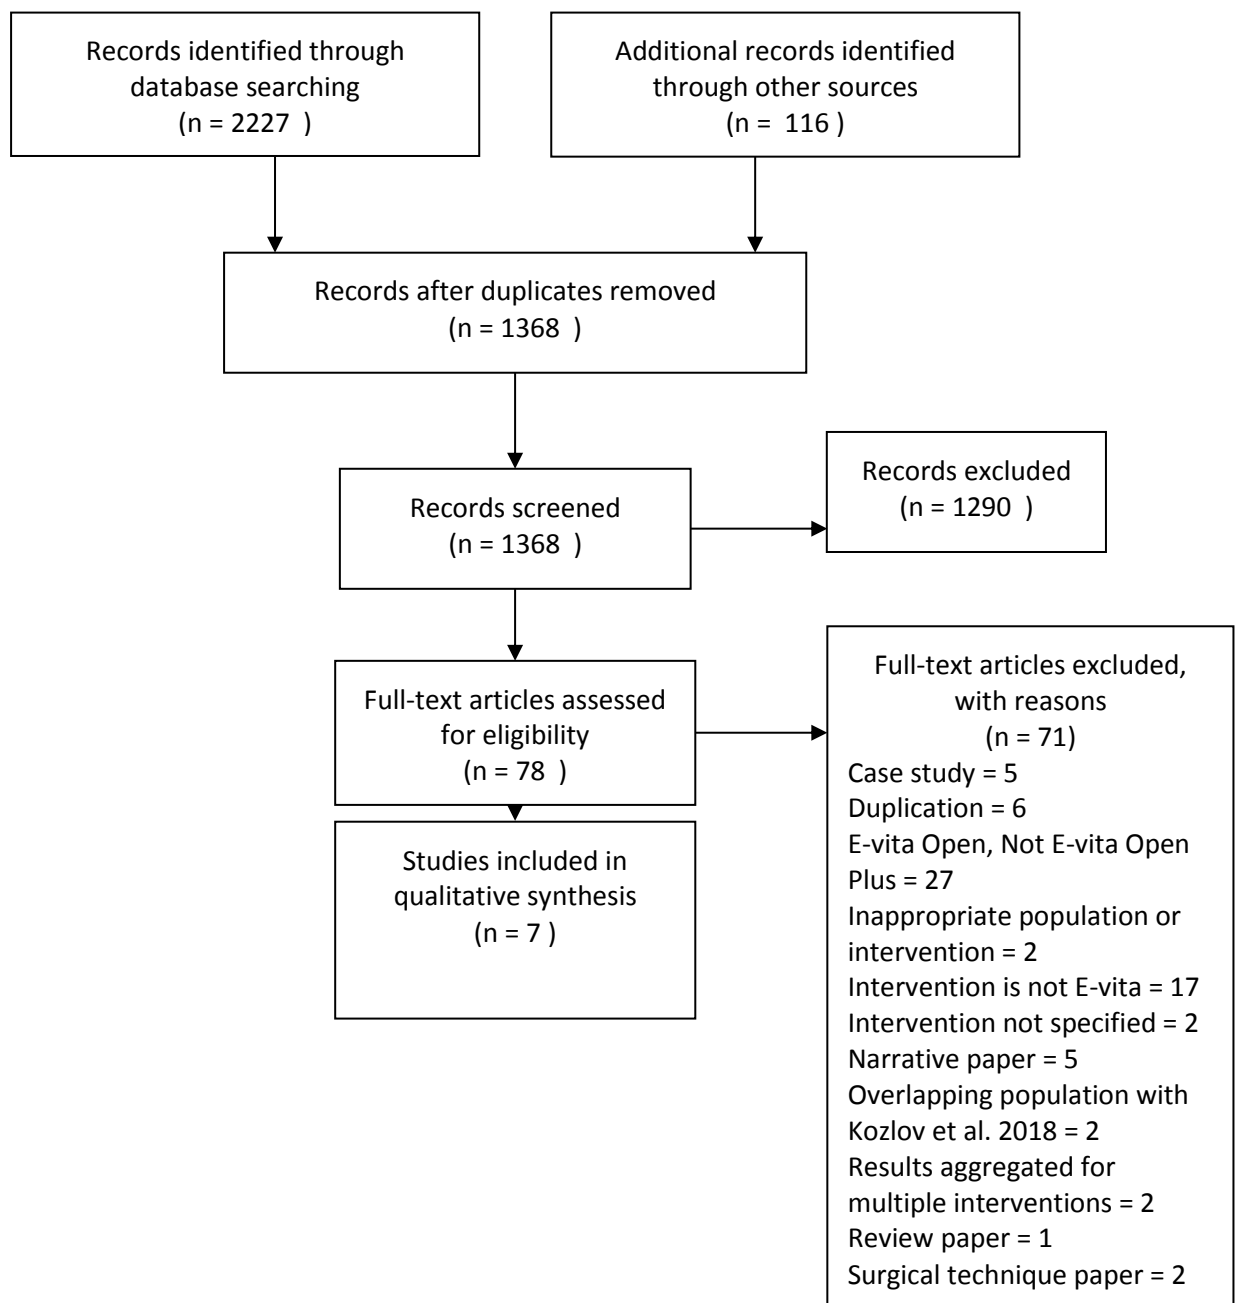 Records identified through
database searching
(n = 2227  )
Additional records identified
through other sources
(n =  116 )
Records after duplicates removed
(n = 1368  )
Records screened
(n = 1368  )
Records excluded
(n = 1290  )
Full-text articles assessed
for eligibility
(n = 78  )
Full-text articles excluded,
with reasons
(n = 71)
Case study = 5
Duplication = 6
E-vita Open, Not E-vita Open
Plus = 27
Inappropriate population or
intervention = 2
Intervention is not E-vita = 17
Intervention not specified = 2
Narrative paper = 5
Overlapping population with
Kozlov et al. 2018 = 2
Results aggregated for
multiple interventions = 2
Review paper = 1
Surgical technique paper = 2
Studies included in
qualitative synthesis
(n = 7 )